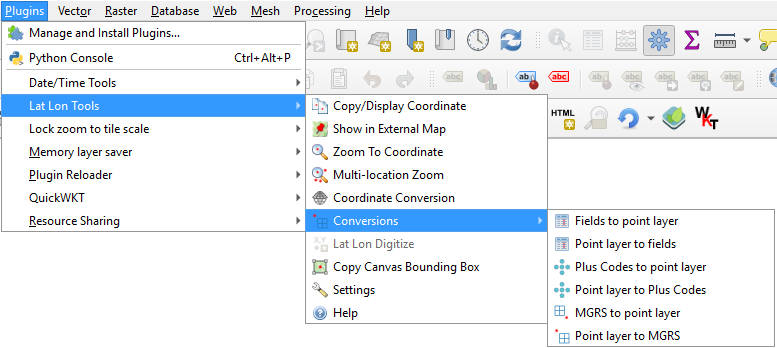 Plugins Vector Raster Database Web Mesh Processing Help
Manage and Install Plugins...
Python Console Ctrl+Alt+P
Date/Time Tools
Lat Lon Tools
Lock zoom to tile scale
Memory layer saver
Plugin Reloader
QuickWKT
Resource Sharing
Copy/Display Coordinate
Show in External Map
Zoom To Coordinate
Multi-location Zoom
Coordinate Conversion
Conversions
Lat Lon Digitize
Copy Canvas Bounding Box
Settings
Help
Fields to point layer
Point layer to fields
Plus Codes to point layer
Point layer to Plus Codes
MGRS to point layer
Point layer to MGRS
abc abc abc abc abc abc abc
HTML WKT